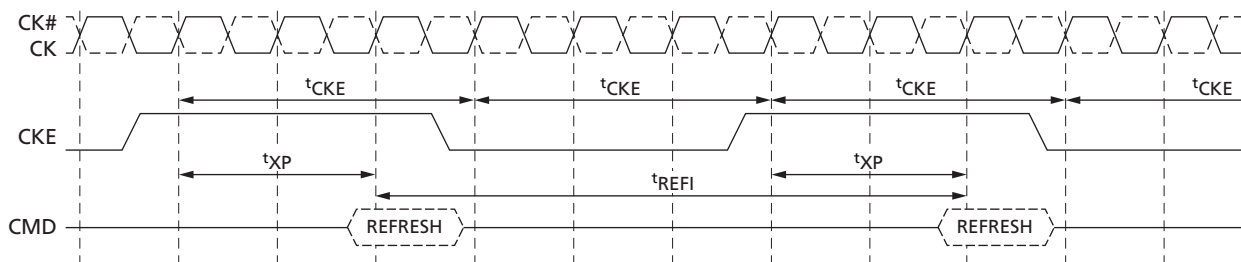 CK#
CK
tCKE tCKE tCKE tCKE
CKE
tXP tXP
tREFI
CMD REFRESH REFRESH